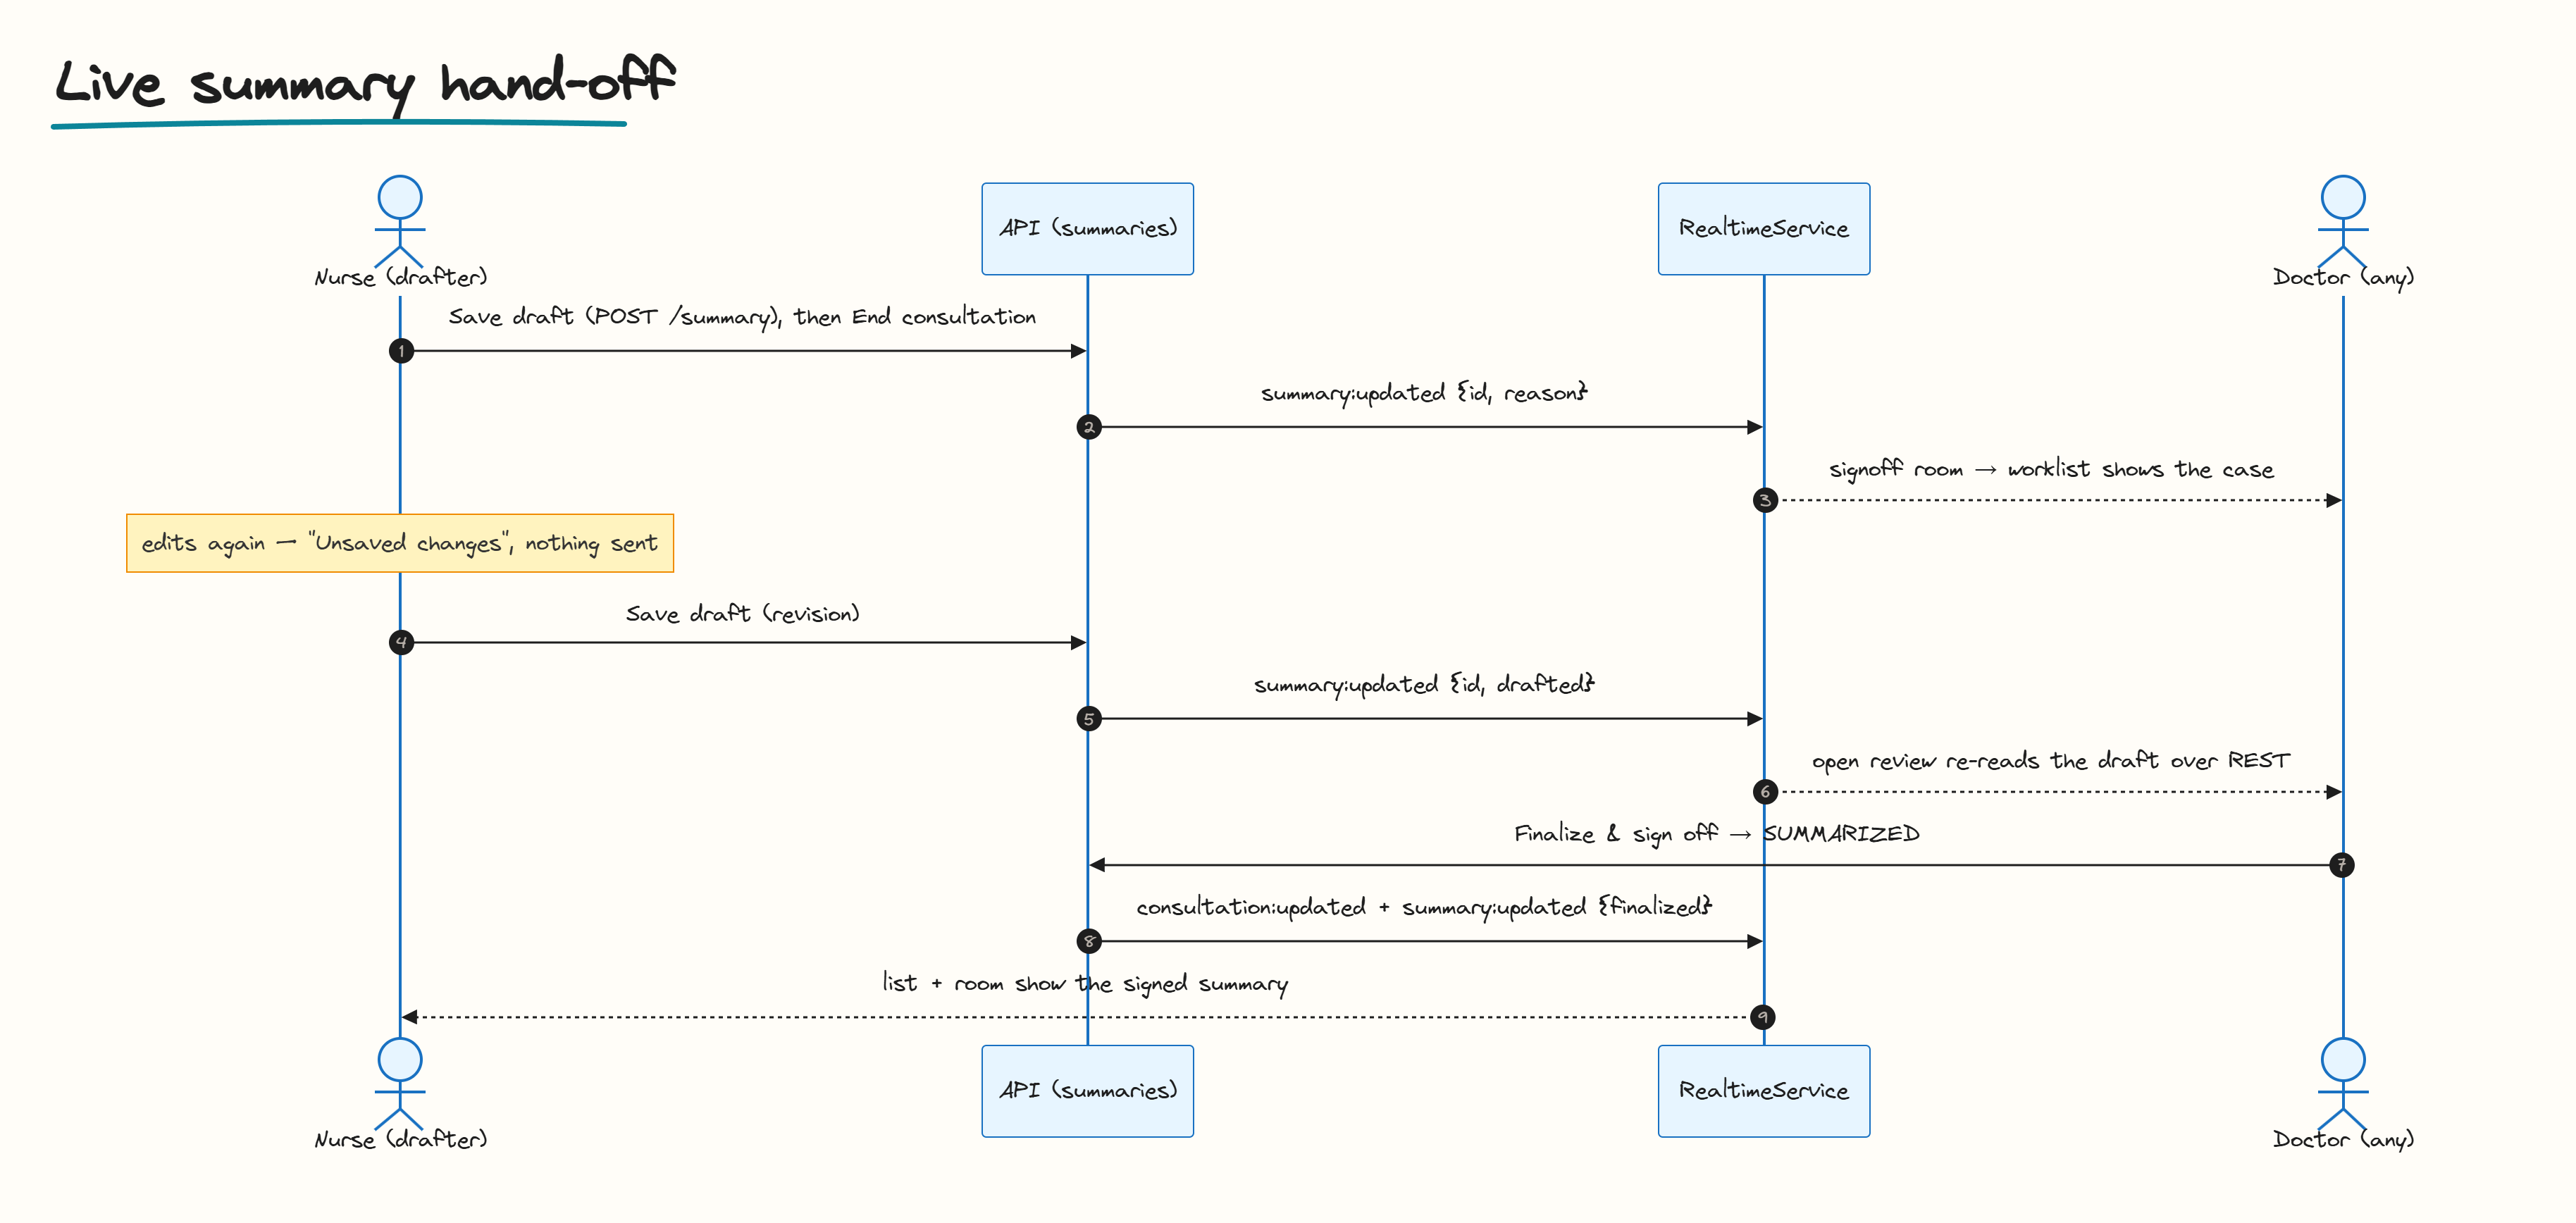 Live summary hand-off
Nurse (drafter)
API (summaries)
RealtimeService
Doctor (any)
Save draft (POST /summary), then End consultation
1
summary:updated {id, reason}
2
signoff room → worklist shows the case
3
edits again — "Unsaved changes", nothing sent
Save draft (revision)
4
summary:updated {id, drafted}
5
open review re-reads the draft over REST
6
Finalize & sign off → SUMMARIZED
7
consultation:updated + summary:updated {finalized}
8
list + room show the signed summary
9
Nurse (drafter)
API (summaries)
RealtimeService
Doctor (any)